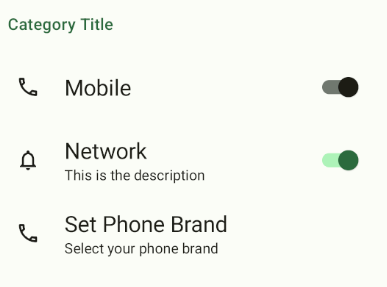 Category Title
Mobile
Network
This is the description
Set Phone Brand
Select your phone brand